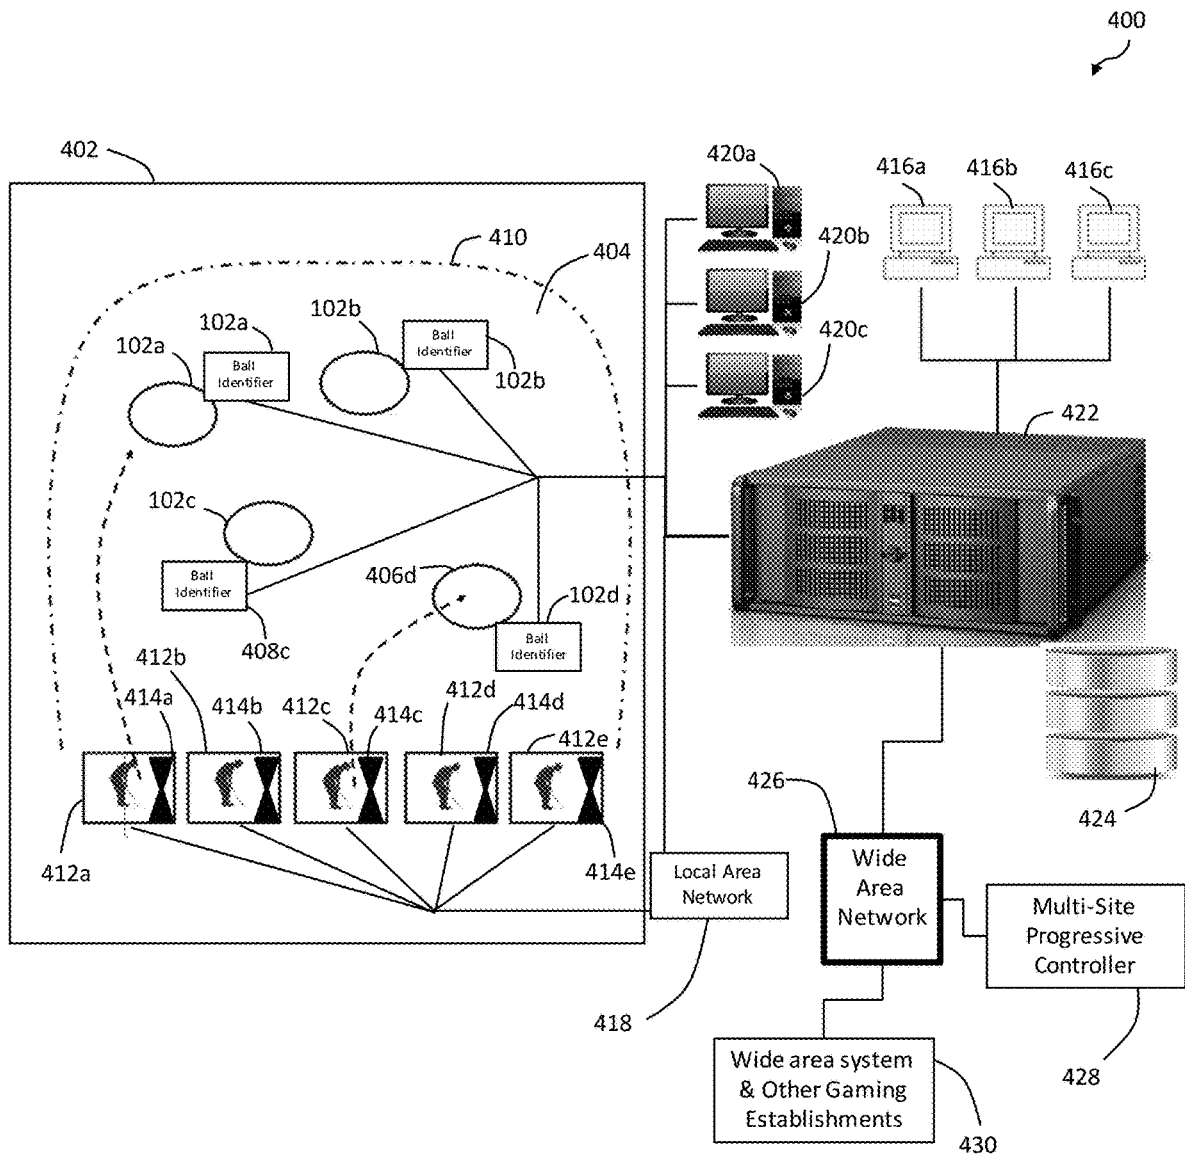 400
402
420a
416a
416b
416c
410
404
420b
102a
102b
102a
Ball
Identifier
Ball
Identifier
102b
420c
422
102c
406d
Ball
Identifier
102d
408c
Ball
Identifier
412b
414a
414b
412c
414c
412d
414d
412e
412a
414e
426
424
Local Area
Network
Wide
Area
Network
Multi-Site
Progressive
Controller
418
428
Wide area system
& Other Gaming
Establishments
430